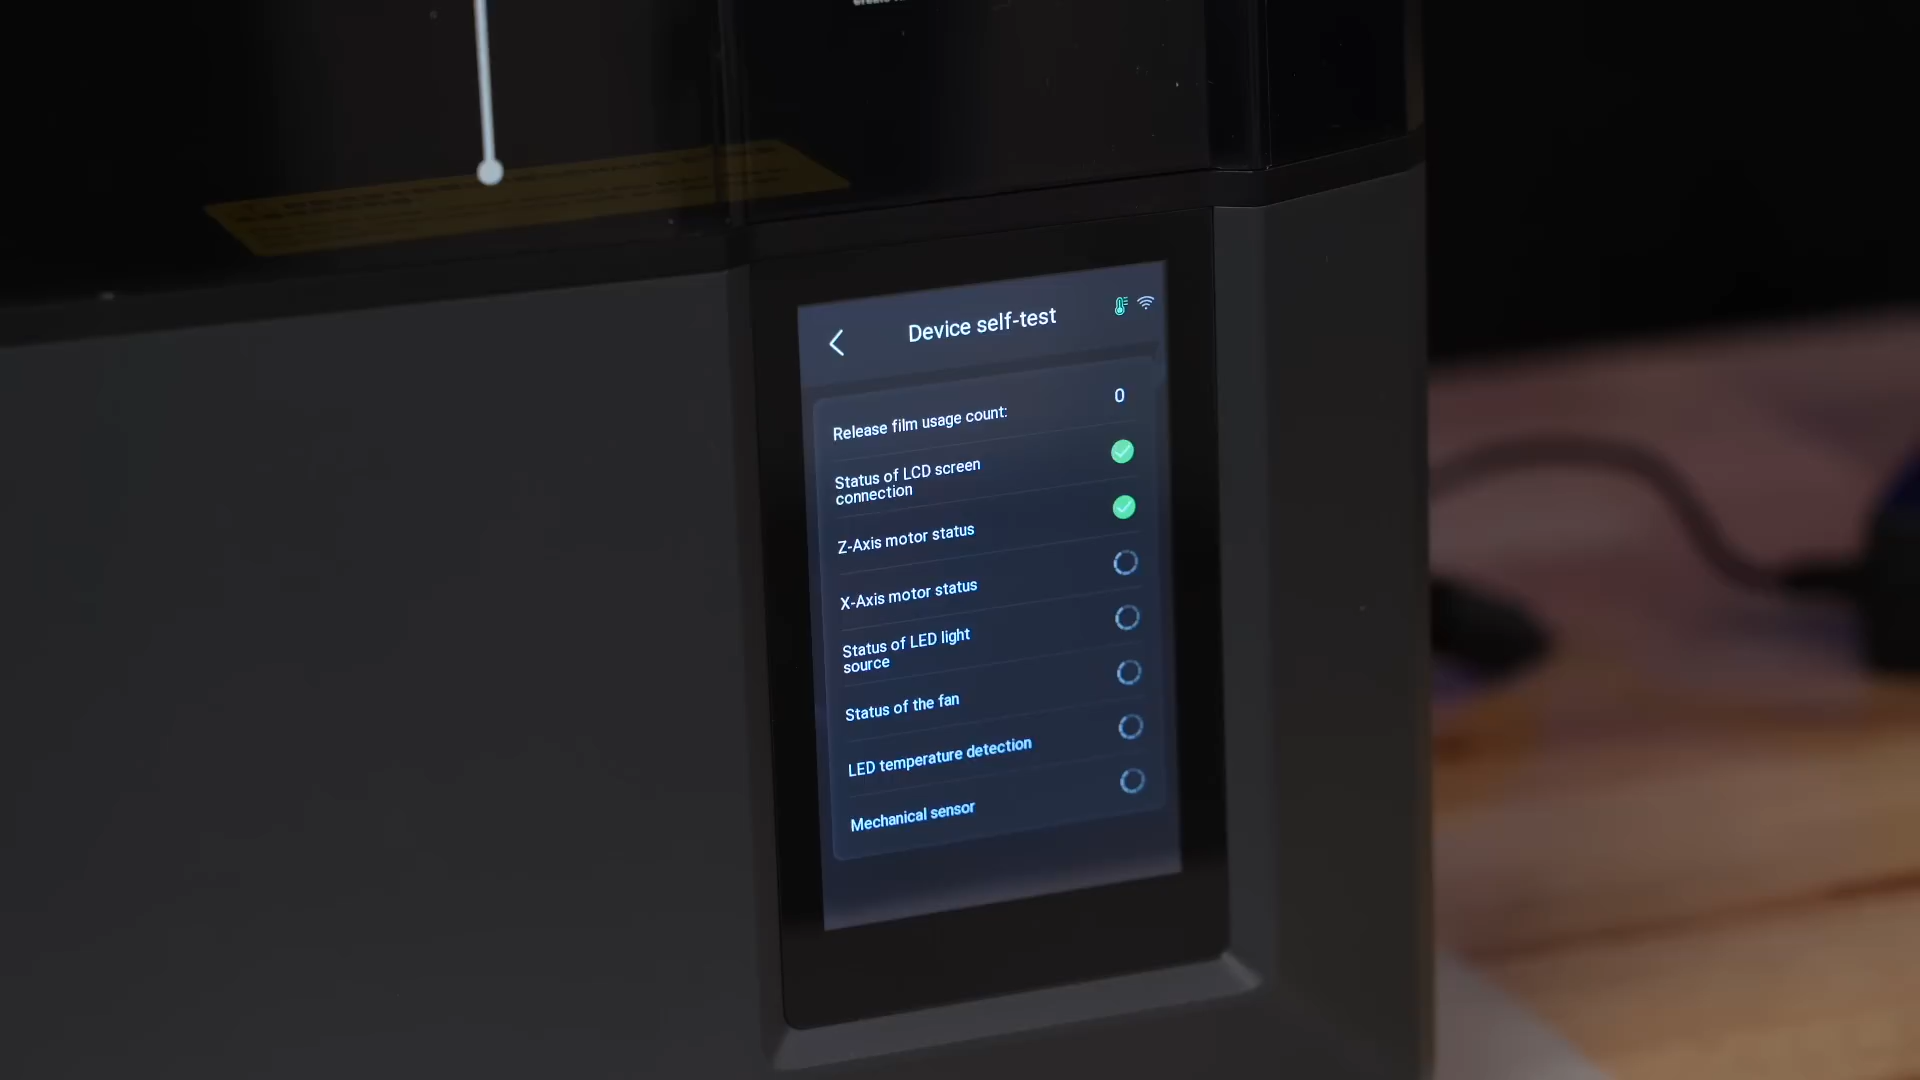 Device self-test
Release film usage count:
0
Status of LCD screen
connection
Z-Axis motor status
X-Axis motor status
Status of LED light
source
Status of the fan
LED temperature detection
Mechanical sensor